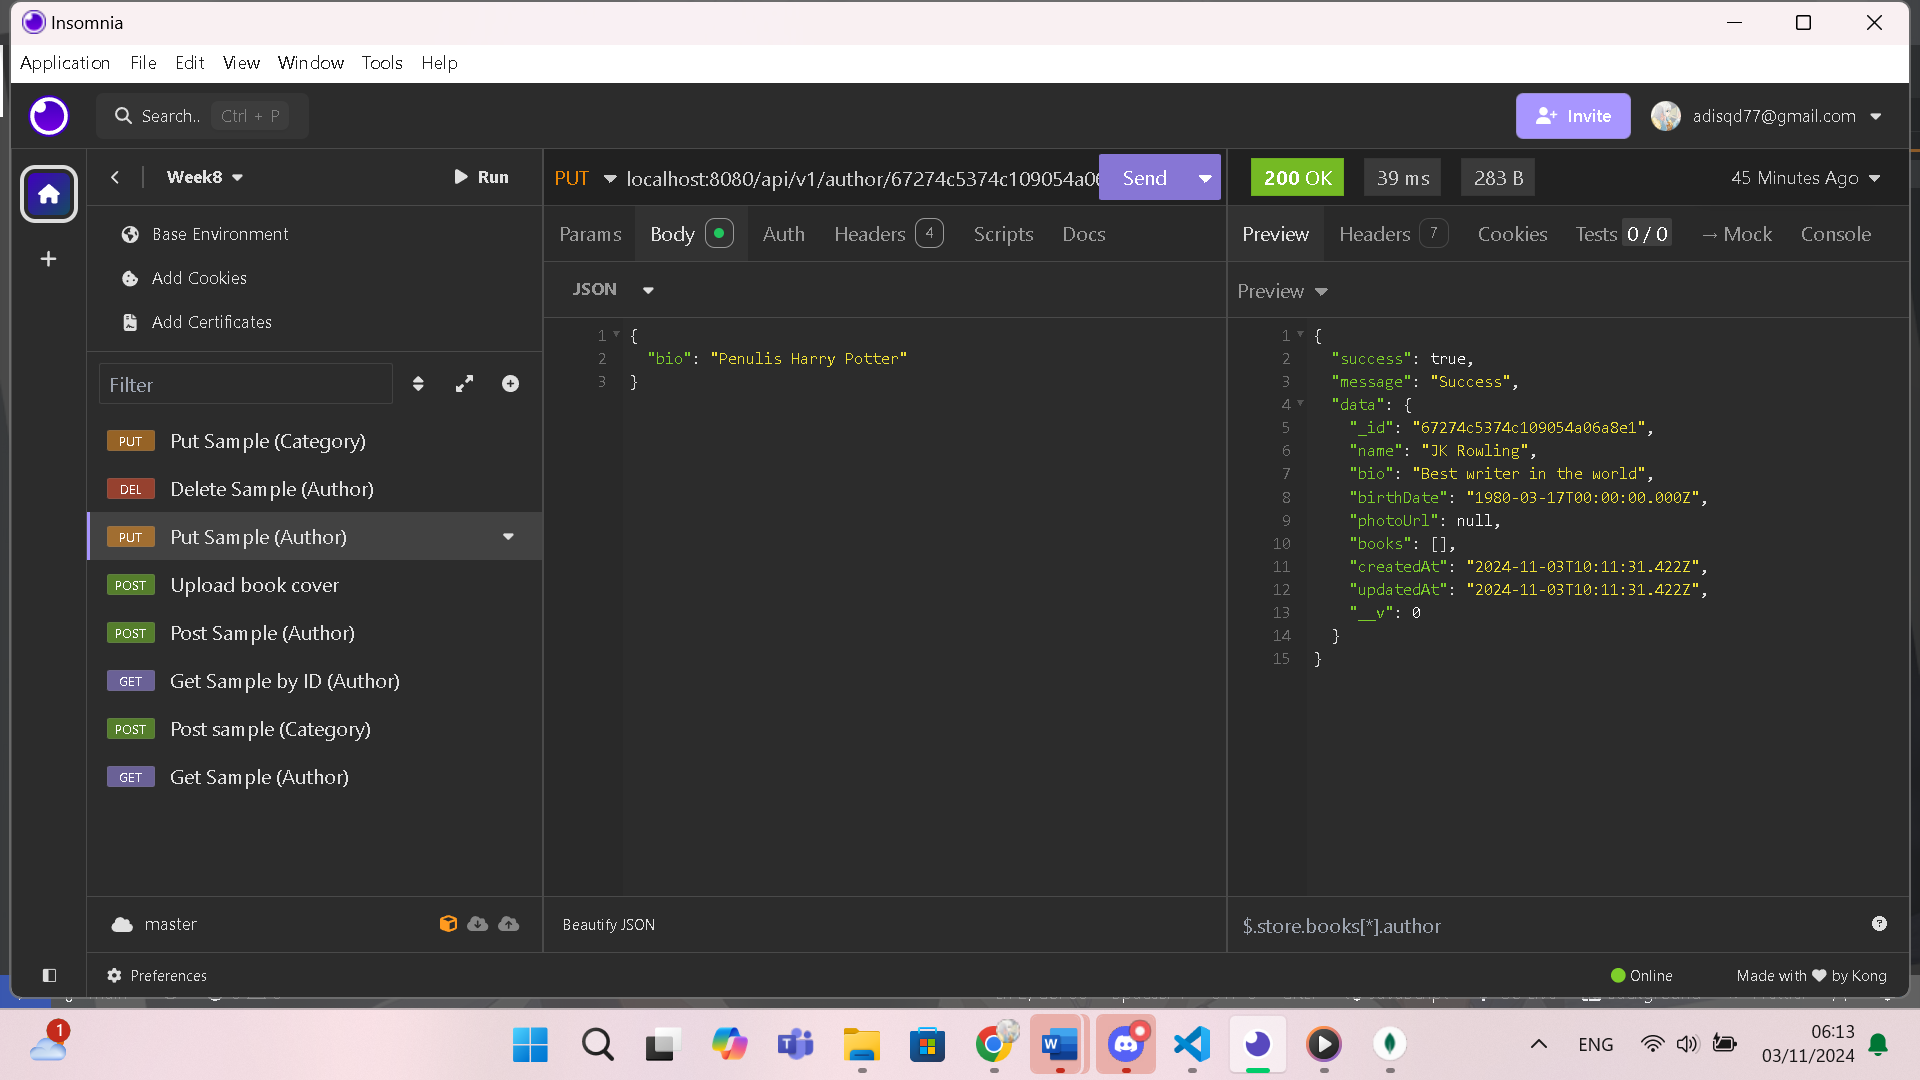 Insomnia
Application File Edit View Window Tools Help
Search.. Ctrl + P
Invite
adisqd77@gmail.com
Week8
Run
Base Environment
Add Cookies
Add Certificates
Filter
PUT Put Sample (Category)
DEL Delete Sample (Author)
PUT Put Sample (Author)
POST Upload book cover
POST Post Sample (Author)
GET Get Sample by ID (Author)
POST Post sample (Category)
GET Get Sample (Author)
master
Preferences
PUT localhost:8080/api/v1/author/67274c5374c109054a06
Send
Params Body Auth Headers 4 Scripts Docs
JSON
1 {
2 "bio": "Penulis Harry Potter"
3 }
Beautify JSON
200 OK 39 ms 283 B 45 Minutes Ago
Preview Headers 7 Cookies Tests 0 / 0 → Mock Console
Preview
1 {
2 "success": true,
3 "message": "Success",
4 "data": {
5 "_id": "67274c5374c109054a06a8e1",
6 "name": "JK Rowling",
7 "bio": "Best writer in the world",
8 "birthDate": "1980-03-17T00:00:00.000Z",
9 "photoUrl": null,
10 "books": [],
11 "createdAt": "2024-11-03T10:11:31.422Z",
12 "updatedAt": "2024-11-03T10:11:31.422Z",
13 "__v": 0
14 }
15 }
$.store.books[*].author
Online
Made with ♥ by Kong
1
ENG
06:13
03/11/2024